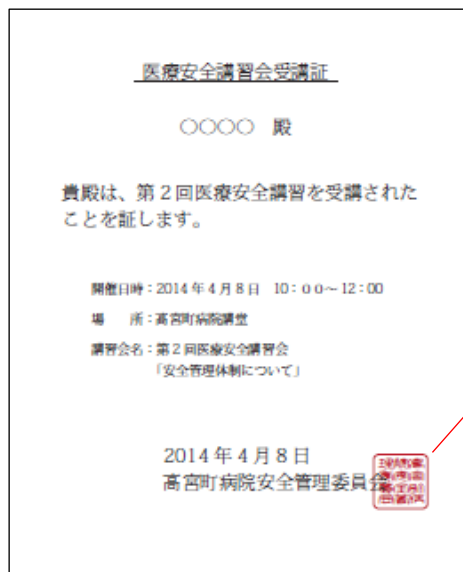 医療安全講習会受講証
○○○○　殿
貴殿は、第２回医療安全講習を受講された
ことを証します。
開催日時：2014年4月8日　10：00～12：00
場　　所：高宮町病院講堂
講習会名：第２回医療安全講習会
「安全管理体制について」
2014年4月8日
高宮町病院安全管理委員会